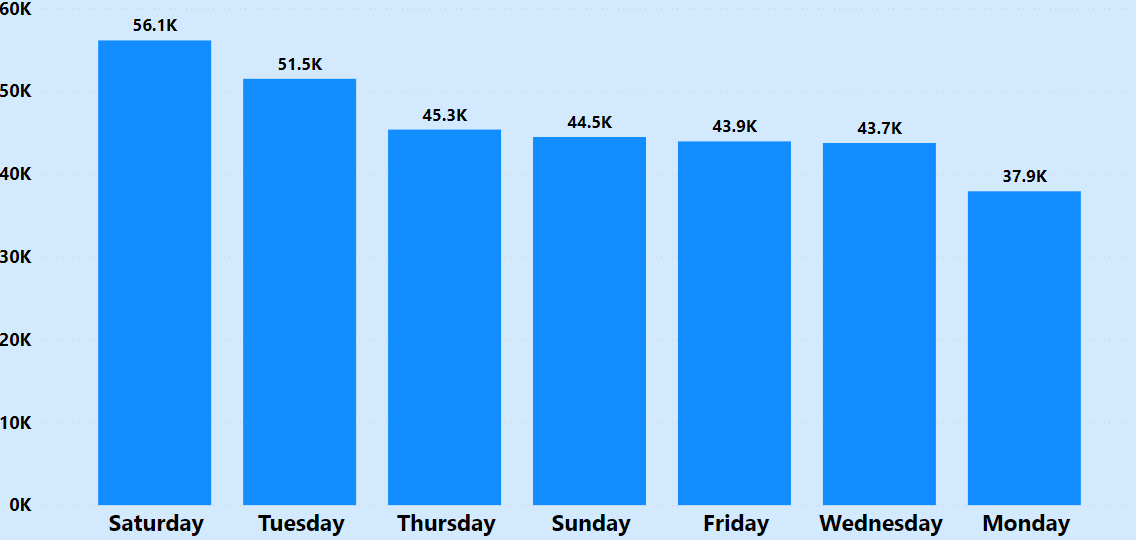 60K
56.1K
51.5K
50K
45.3K
44.5K
43.9K
43.7K
40K
37.9K
30K
20K
10K
0K
Saturday Tuesday Thursday Sunday Friday Wednesday Monday